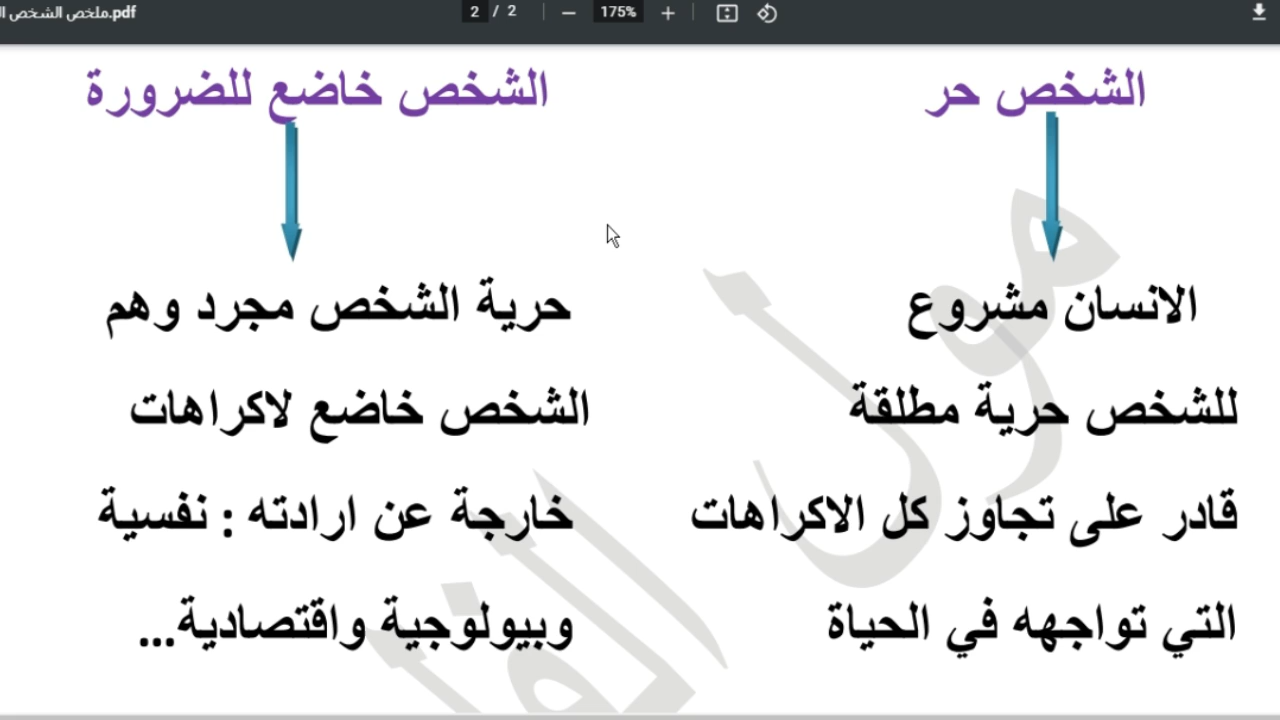 ملخص الشخص ال.pdf
2 / 2
175%
الشخص حر
الانسان مشروع
للشخص حرية مطلقة
قادر على تجاوز كل الاكراهات
التي تواجهه في الحياة
الشخص خاضع للضرورة
حرية الشخص مجرد وهم
الشخص خاضع لاكراهات
خارجة عن ارادته : نفسية
وبيولوجية واقتصادية...
مول